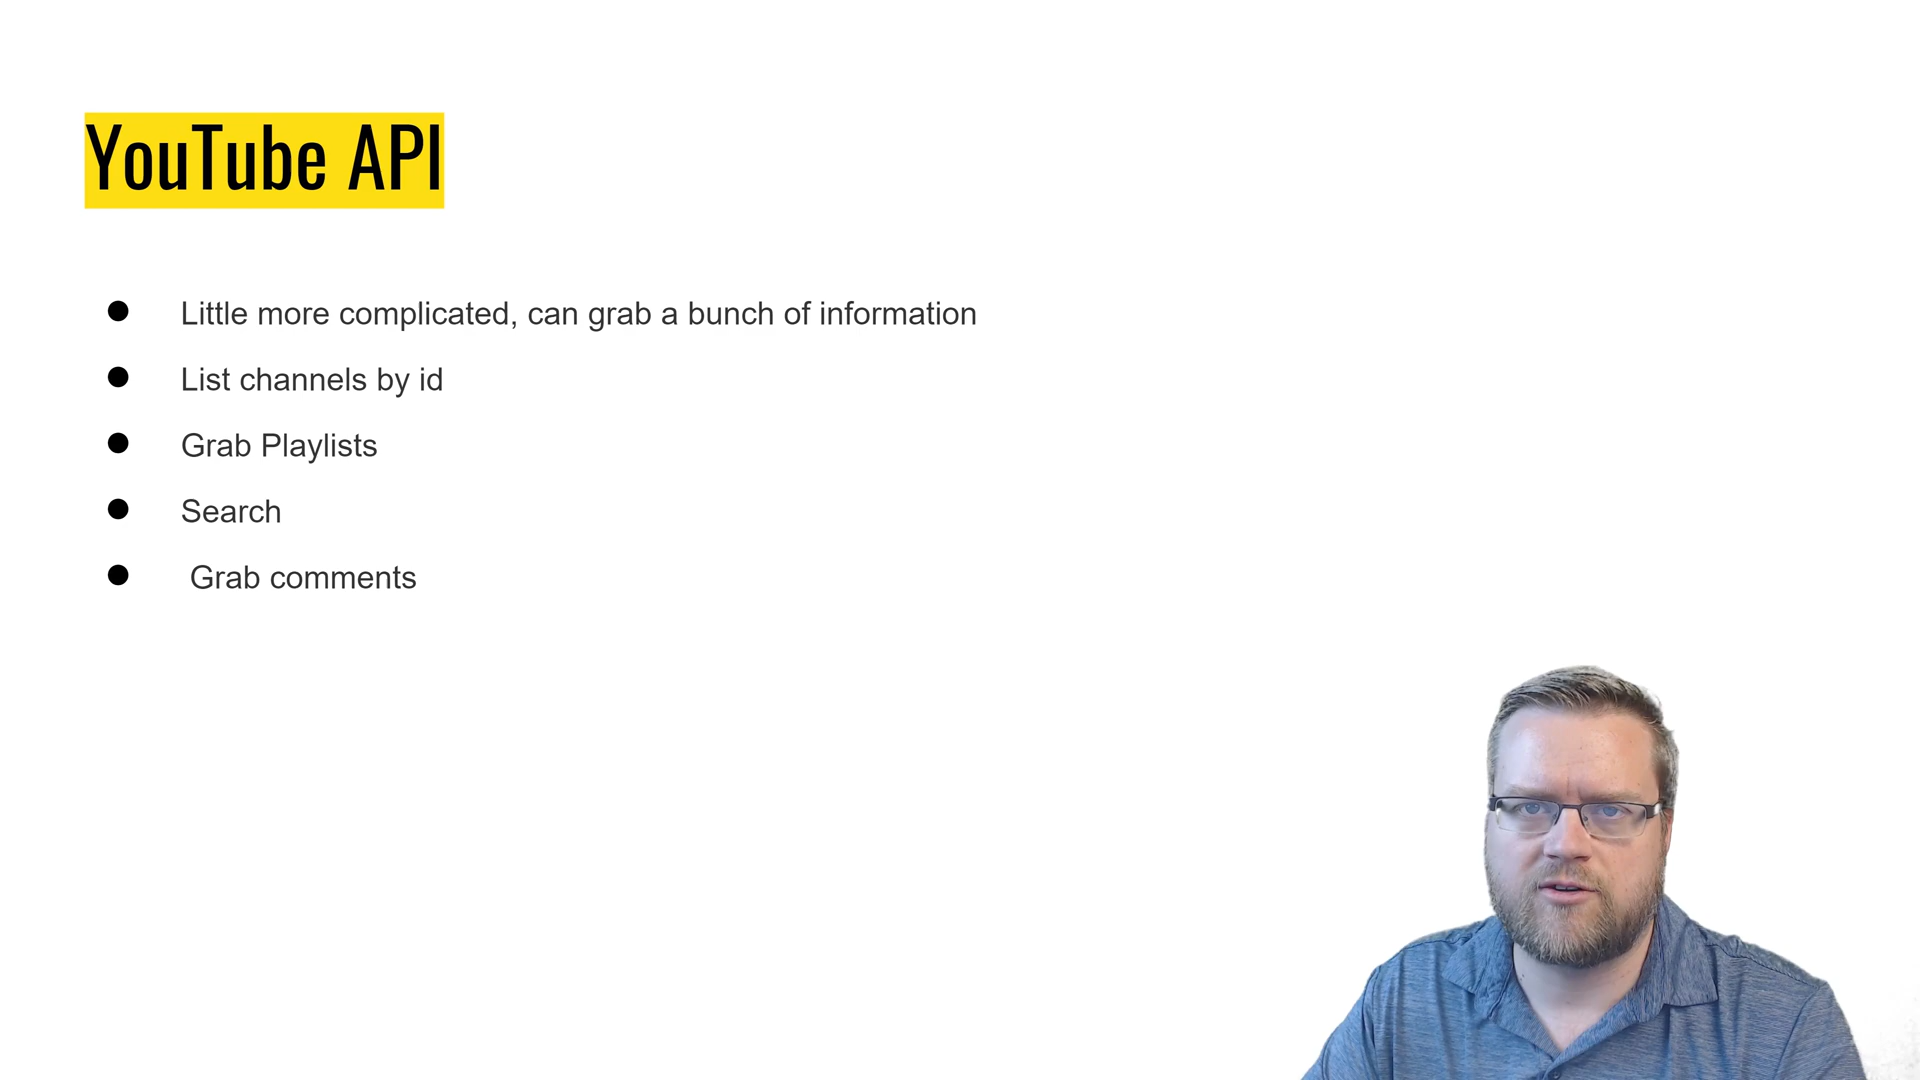 YouTube API
Little more complicated, can grab a bunch of information
List channels by id
Grab Playlists
Search
Grab comments